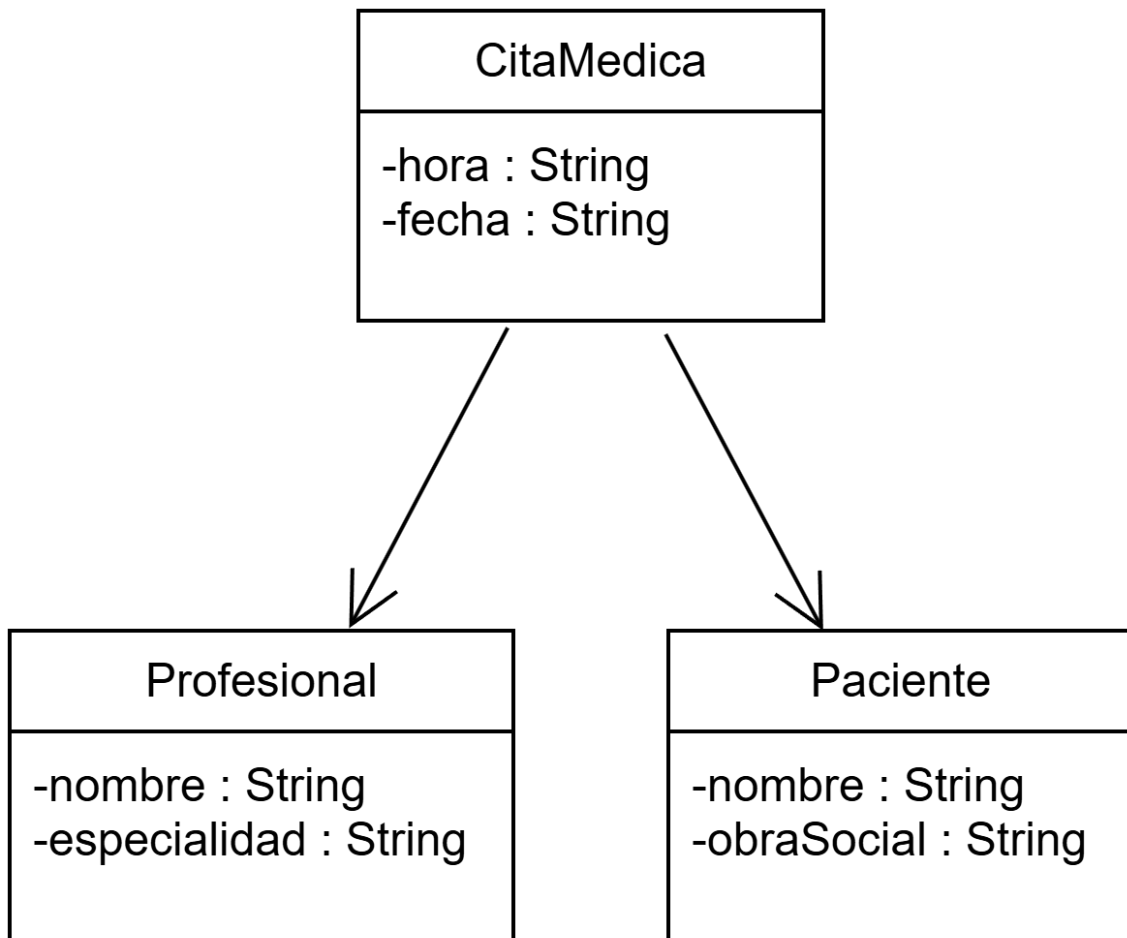 CitaMedica
-hora : String
-fecha : String
Profesional
-nombre : String
-especialidad : String
Paciente
-nombre : String
-obraSocial : String